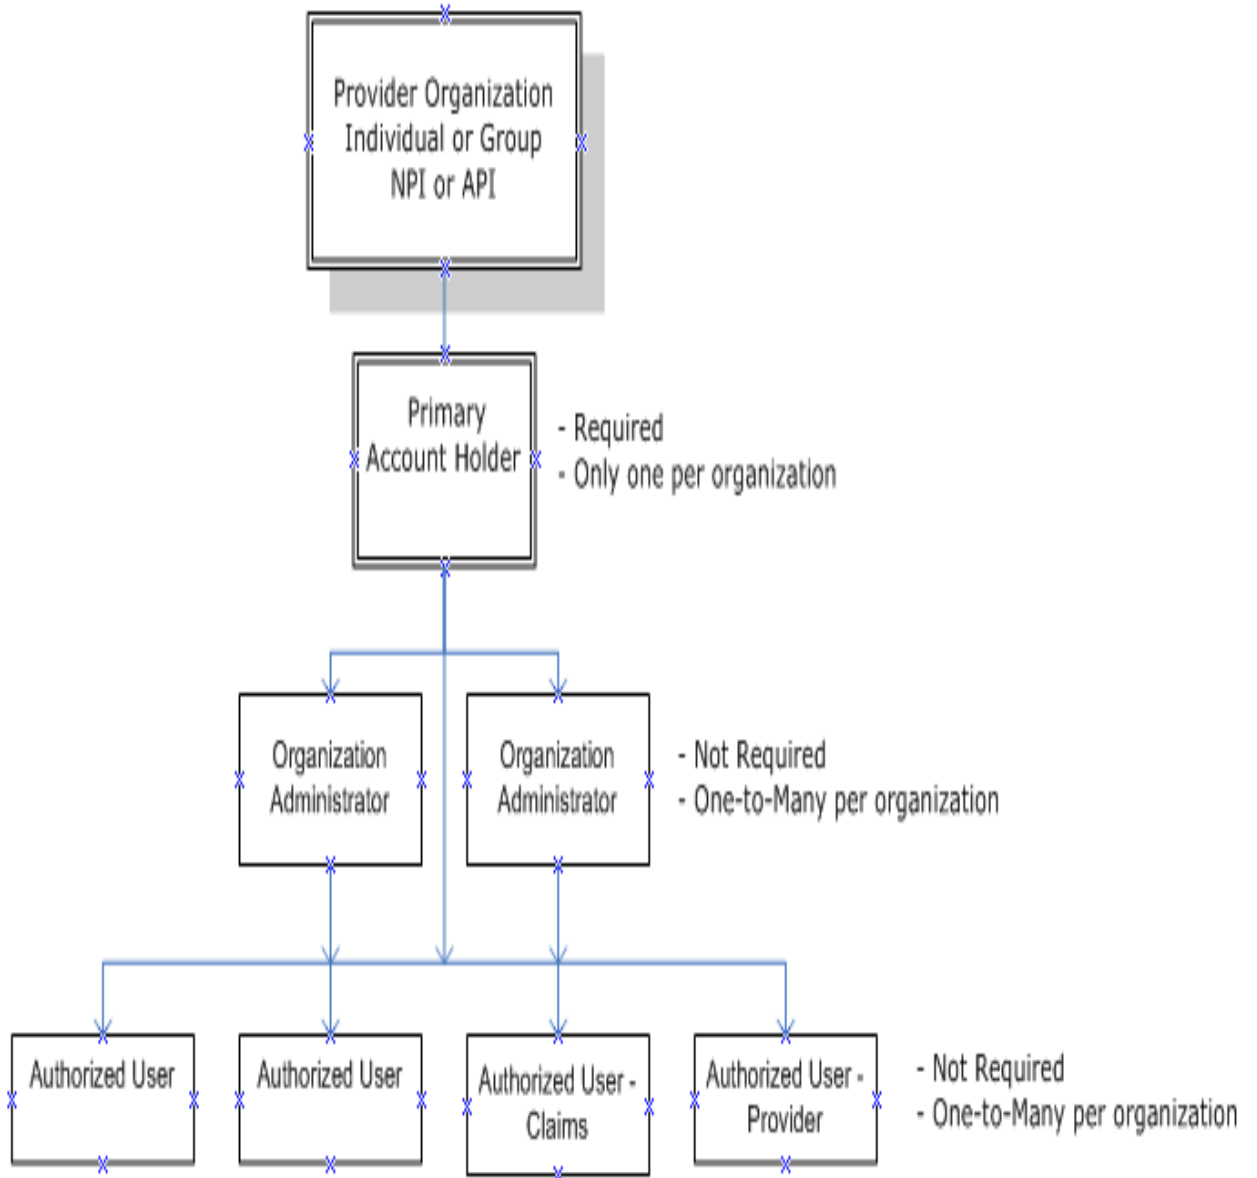 Provider Organization
Individual or Group
NPI or API
Primary
Account Holder
- Required
- Only one per organization
Organization
Administrator
Organization
Administrator
- Not Required
- One-to-Many per organization
Authorized User
Authorized User
Authorized User -
Claims
Authorized User -
Provider
- Not Required
- One-to-Many per organization